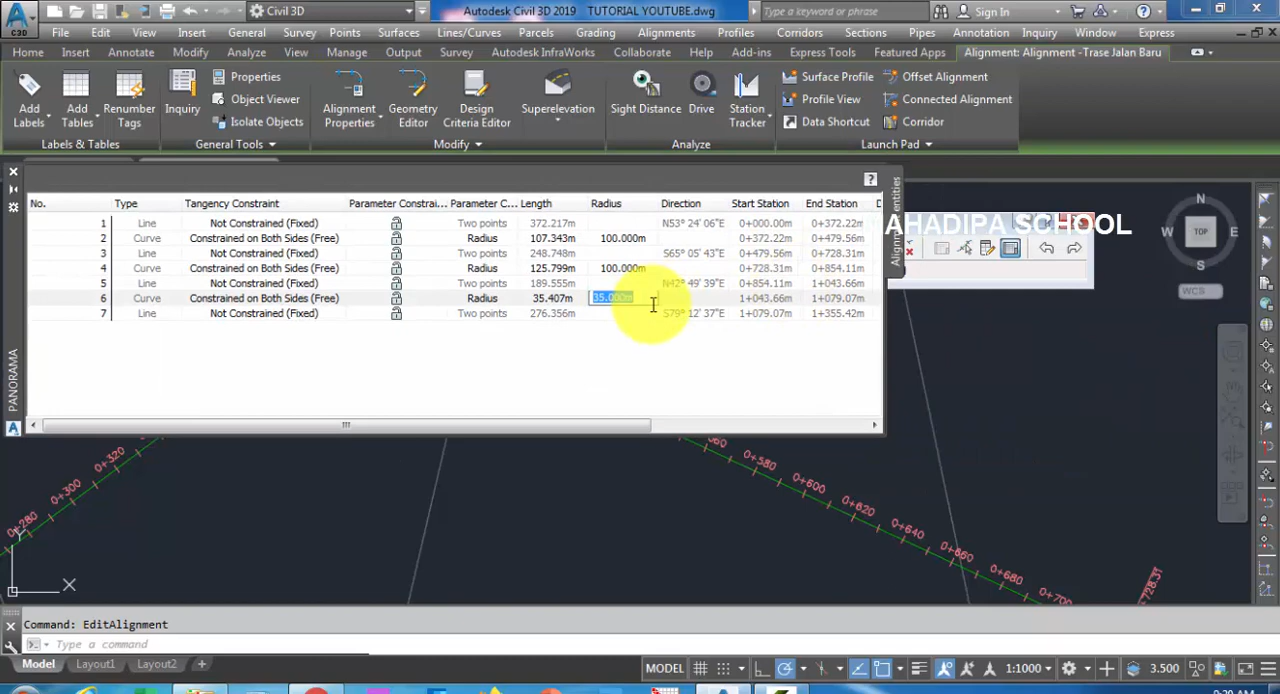 C3D
Civil 3D
Autodesk Civil 3D 2019 TUTORIAL YOUTUBE.dwg
Type a keyword or phrase
Sign In
File Edit View Insert General Survey Points Surfaces Lines/Curves Parcels Grading Alignments Profiles Corridors Sections Pipes Annotation Inquiry Window Express
Home Insert Annotate Modify Analyze View Manage Output Survey Autodesk InfraWorks Collaborate Help Add-ins Express Tools Featured Apps Alignment: Alignment -Trase Jalan Baru
Add Labels
Add Tables
Renumber Tags
Inquiry
Properties
Object Viewer
Isolate Objects
Alignment Properties
Geometry Editor
Design Criteria Editor
Superelevation
Sight Distance
Drive
Station Tracker
Surface Profile
Offset Alignment
Profile View
Connected Alignment
Data Shortcut
Corridor
Labels & Tables
General Tools
Modify
Analyze
Launch Pad
AHADIPA SCHOOL
No. Type Tangency Constraint Parameter Constrai... Parameter C... Length Radius Direction Start Station End Station D
1 Line Not Constrained (Fixed) Two points 372.217m N53° 24' 06"E 0+000.00m 0+372.22m
2 Curve Constrained on Both Sides (Free) Radius 107.343m 100.000m 0+372.22m 0+479.56m
3 Line Not Constrained (Fixed) Two points 248.748m S65° 05' 43"E 0+479.56m 0+728.31m
4 Curve Constrained on Both Sides (Free) Radius 125.799m 100.000m 0+728.31m 0+854.11m
5 Line Not Constrained (Fixed) Two points 189.555m N42° 49' 39"E 0+854.11m 1+043.66m
6 Curve Constrained on Both Sides (Free) Radius 35.407m 35.000m 1+043.66m 1+079.07m
7 Line Not Constrained (Fixed) Two points 276.356m S79° 12' 37"E 1+079.07m 1+355.42m
PANORAMA
entities
N
W TOP E
S
WCS
0+280
0+300
0+320
0+580
0+600
0+620
0+640
0+660
0+680
0+700
Y
X
Command: EditAlignment
Type a command
Model Layout1 Layout2 +
MODEL
1:1000
3.500